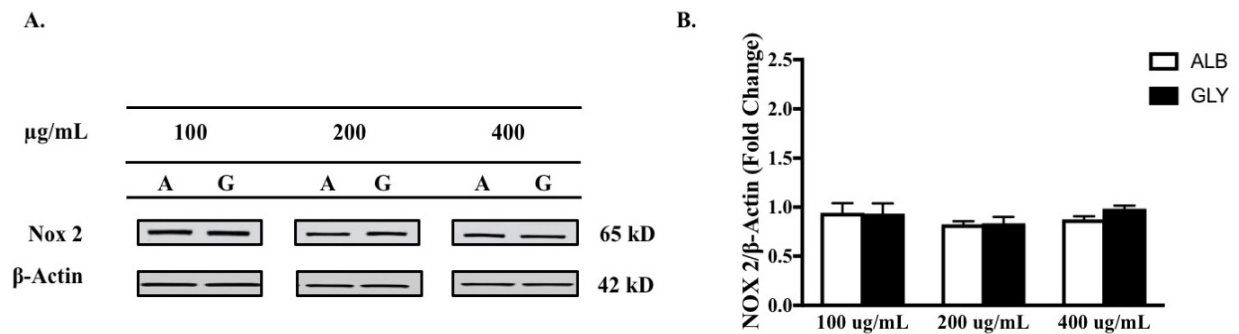 A.
µg/mL 100 200 400
A G A G A G
Nox 2 65 kD
β-Actin 42 kD
B.
NOX 2/β-Actin (Fold Change)
2.5
2.0
1.5
1.0
0.5
0.0
100 ug/mL 200 ug/mL 400 ug/mL
ALB
GLY